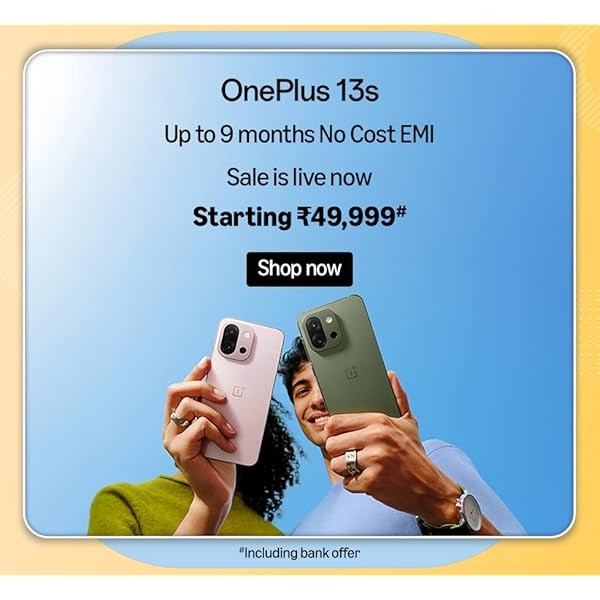 OnePlus 13s
Up to 9 months No Cost EMI
Sale is live now
Starting ₹49,999#
Shop now
#Including bank offer